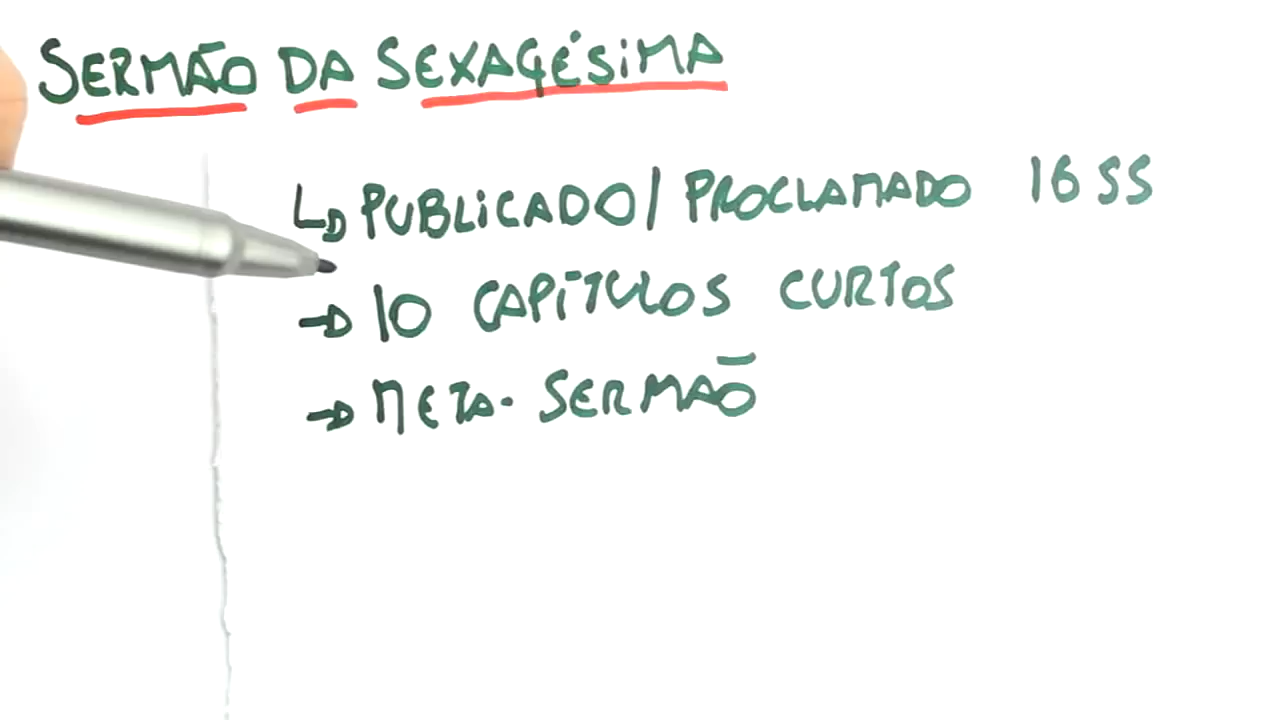 SERMÃO DA SEXAGÉSIMA
PUBLICADO/PROCLAMADO 1655
10 CAPÍTULOS CURTOS
META-SERMÃO